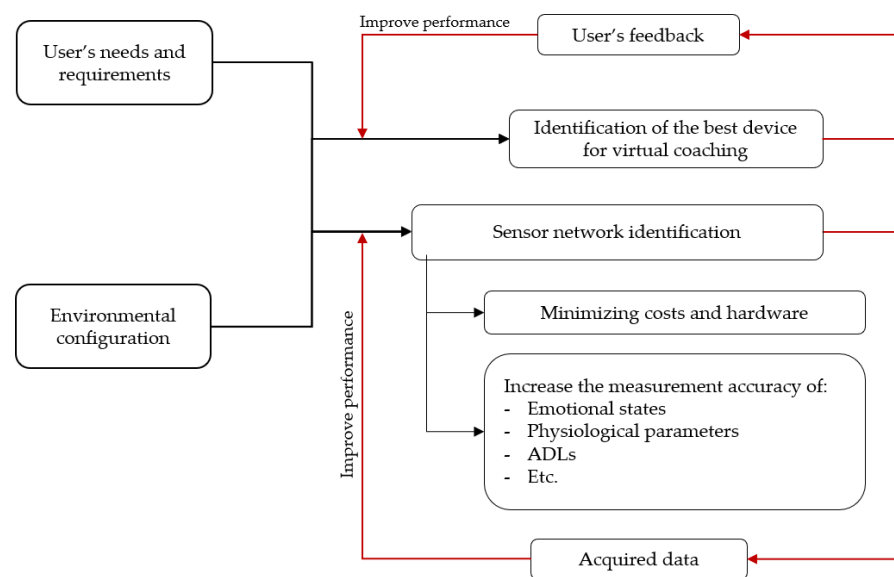 Improve performance
User's feedback
User's needs and
requirements
Identification of the best device
for virtual coaching
Sensor network identification
Environmental
configuration
Minimizing costs and hardware
Improve performance
Increase the measurement accuracy of:
- Emotional states
- Physiological parameters
- ADLs
- Etc.
Acquired data